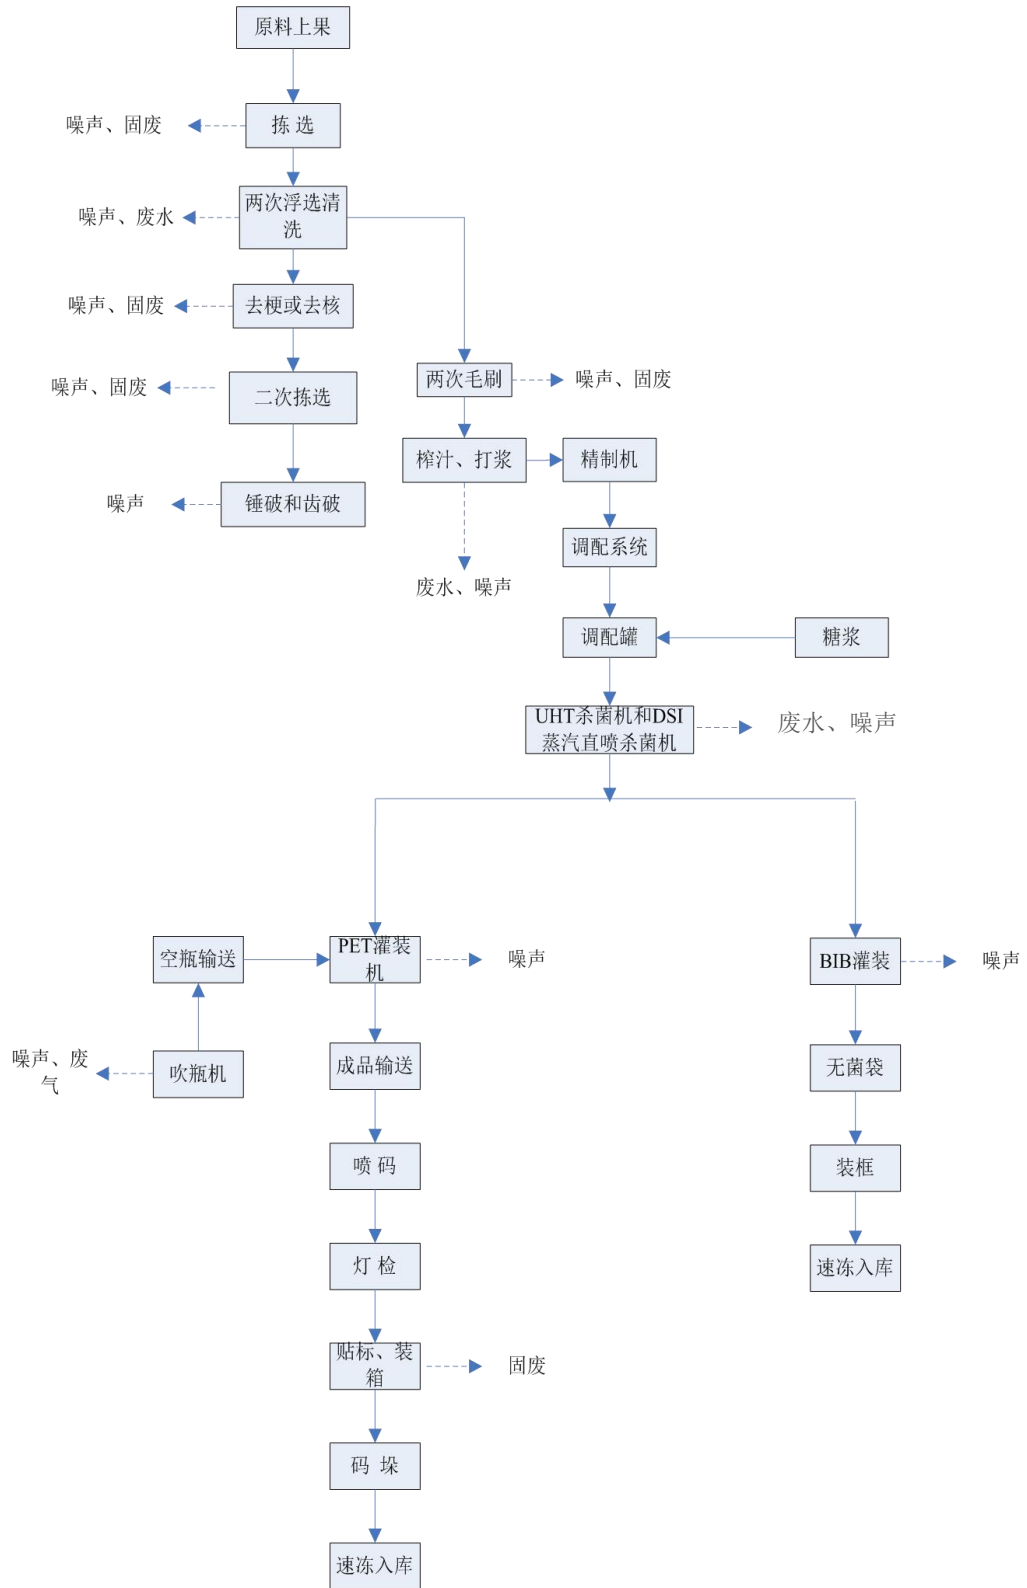 原料上果
噪声、固废
拣 选
噪声、废水
两次浮选清
洗
噪声、固废
去梗或去核
噪声、固废
二次拣选
两次毛刷
噪声、固废
榨汁、打浆
精制机
噪声
锤破和齿破
调配系统
废水、噪声
调配罐
糖浆
UHT杀菌机和DSI
蒸汽直喷杀菌机
废水、噪声
空瓶输送
PET灌装
机
噪声
BIB灌装
噪声
噪声、废
气
吹瓶机
成品输送
无菌袋
喷 码
装框
灯 检
速冻入库
贴标、装
箱
固废
码 垛
速冻入库